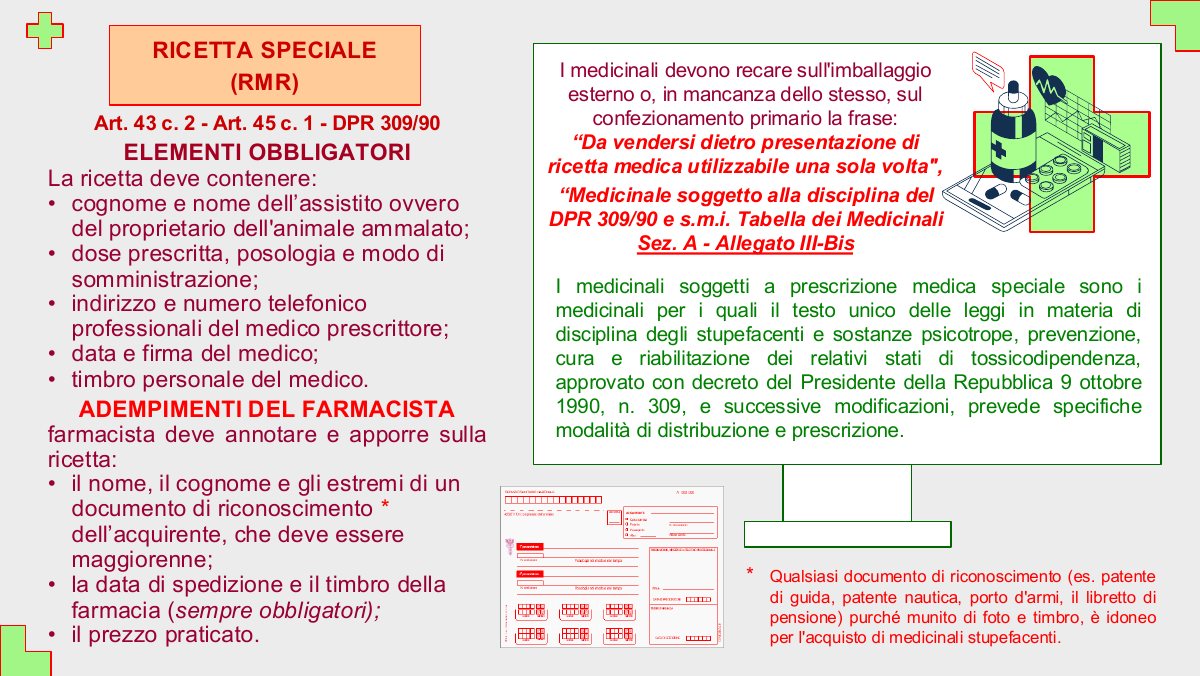 RICETTA SPECIALE
(RMR)
Art. 43 c. 2 - Art. 45 c. 1 - DPR 309/90
ELEMENTI OBBLIGATORI
La ricetta deve contenere:
• cognome e nome dell’assistito ovvero
del proprietario dell'animale ammalato;
• dose prescritta, posologia e modo di
somministrazione;
• indirizzo e numero telefonico
professionali del medico prescrittore;
• data e firma del medico;
• timbro personale del medico.
ADEMPIMENTI DEL FARMACISTA
farmacista deve annotare e apporre sulla
ricetta:
• il nome, il cognome e gli estremi di un
documento di riconoscimento *
dell’acquirente, che deve essere
maggiorenne;
• la data di spedizione e il timbro della
farmacia (sempre obbligatori);
• il prezzo praticato.
I medicinali devono recare sull'imballaggio
esterno o, in mancanza dello stesso, sul
confezionamento primario la frase:
“Da vendersi dietro presentazione di
ricetta medica utilizzabile una sola volta",
“Medicinale soggetto alla disciplina del
DPR 309/90 e s.m.i. Tabella dei Medicinali
Sez. A - Allegato III-Bis
I medicinali soggetti a prescrizione medica speciale sono i
medicinali per i quali il testo unico delle leggi in materia di
disciplina degli stupefacenti e sostanze psicotrope, prevenzione,
cura e riabilitazione dei relativi stati di tossicodipendenza,
approvato con decreto del Presidente della Repubblica 9 ottobre
1990, n. 309, e successive modificazioni, prevede specifiche
modalità di distribuzione e prescrizione.
* Qualsiasi documento di riconoscimento (es. patente
di guida, patente nautica, porto d'armi, il libretto di
pensione) purché munito di foto e timbro, è idoneo
per l'acquisto di medicinali stupefacenti.